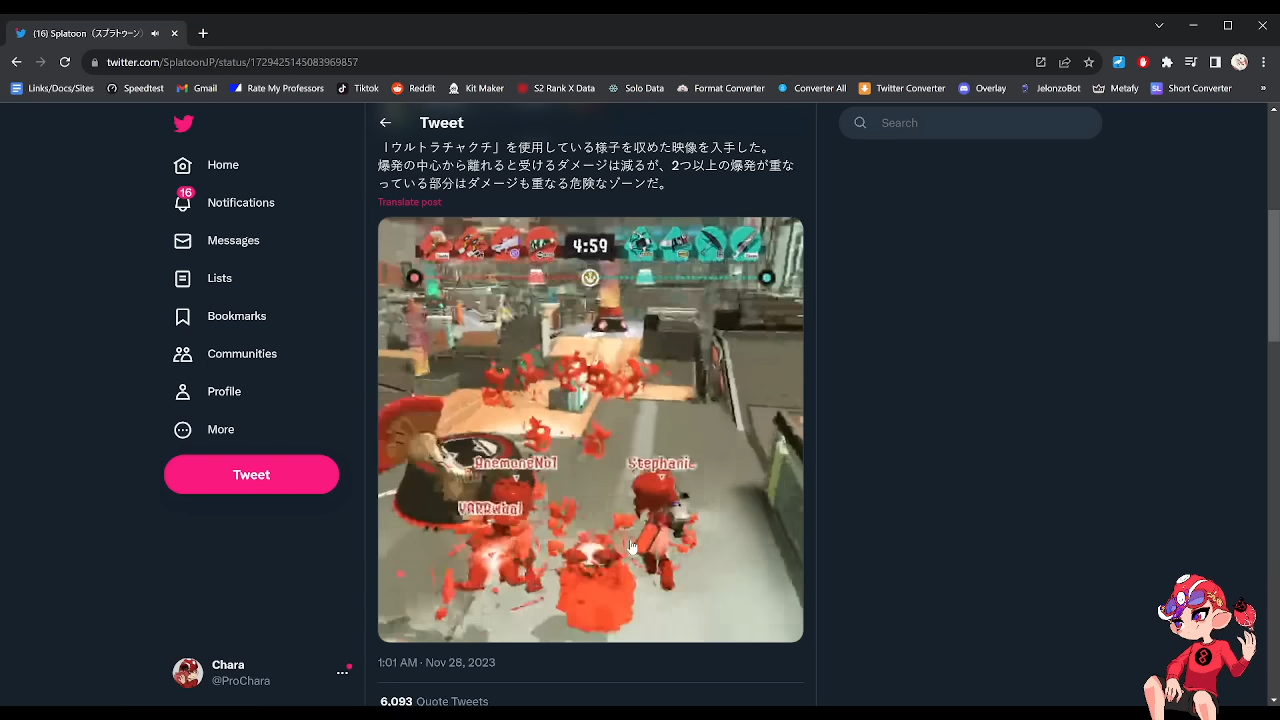 (16) Splatoon（スプラトゥーン）
twitter.com/SplatoonJP/status/1729425145083969857
Links/Docs/Sites
Speedtest
Gmail
Rate My Professors
Tiktok
Reddit
Kit Maker
S2 Rank X Data
Solo Data
Format Converter
Converter All
Twitter Converter
Overlay
JelonzoBot
Metafy
SL
Short Converter
»
Home
16
Notifications
Messages
Lists
Bookmarks
Communities
Profile
More
Tweet
Chara
@ProChara
Tweet
「ウルトラチャクチ」を使用している様子を収めた映像を入手した。
爆発の中心から離れると受けるダメージは減るが、2つ以上の爆発が重な
っている部分はダメージも重なる危険なゾーンだ。
Translate post
4:59
AnemoneNo1
Stephani…
1:01 AM · Nov 28, 2023
6,093 Quote Tweets
Search